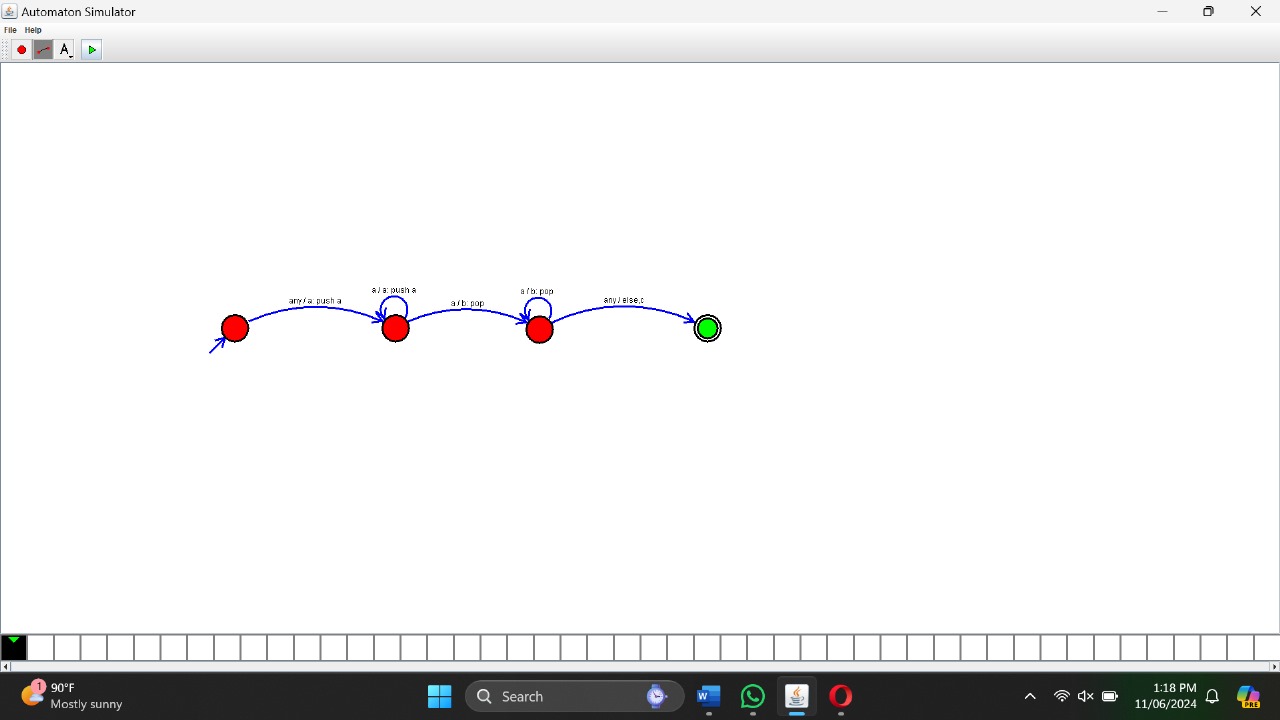 Automaton Simulator
File Help
A
a / a: push a
a / b: pop
any / a: push a
a / b: pop
any / else,c
1
90°F
Mostly sunny
Search
W
PRE
1:18 PM
11/06/2024